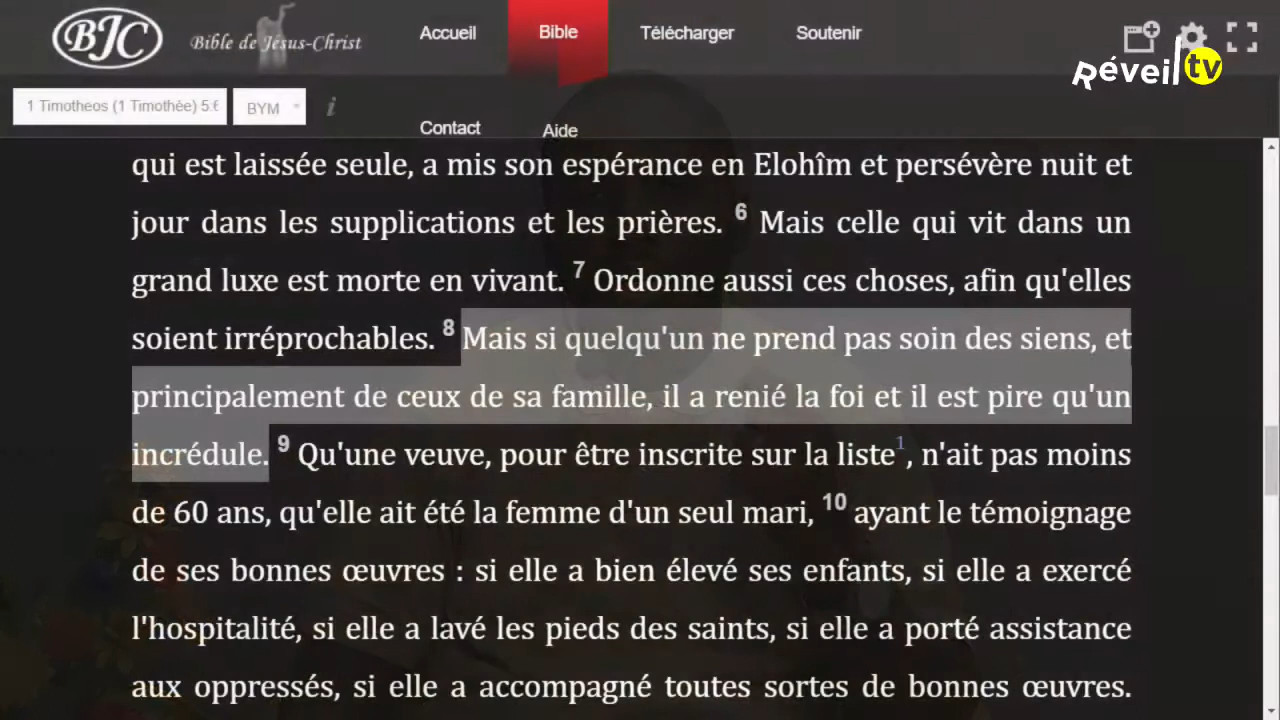 BJC
Bible de Jésus-Christ
Accueil
Bible
Télécharger
Soutenir
Réveil tv
1 Timotheos (1 Timothée) 5:6
BYM
i
Contact
Aide
qui est laissée seule, a mis son espérance en Elohîm et persévère nuit et
jour dans les supplications et les prières. 6 Mais celle qui vit dans un
grand luxe est morte en vivant. 7 Ordonne aussi ces choses, afin qu'elles
soient irréprochables. 8 Mais si quelqu'un ne prend pas soin des siens, et
principalement de ceux de sa famille, il a renié la foi et il est pire qu'un
incrédule. 9 Qu'une veuve, pour être inscrite sur la liste1, n'ait pas moins
de 60 ans, qu'elle ait été la femme d'un seul mari, 10 ayant le témoignage
de ses bonnes œuvres : si elle a bien élevé ses enfants, si elle a exercé
l'hospitalité, si elle a lavé les pieds des saints, si elle a porté assistance
aux oppressés, si elle a accompagné toutes sortes de bonnes œuvres.